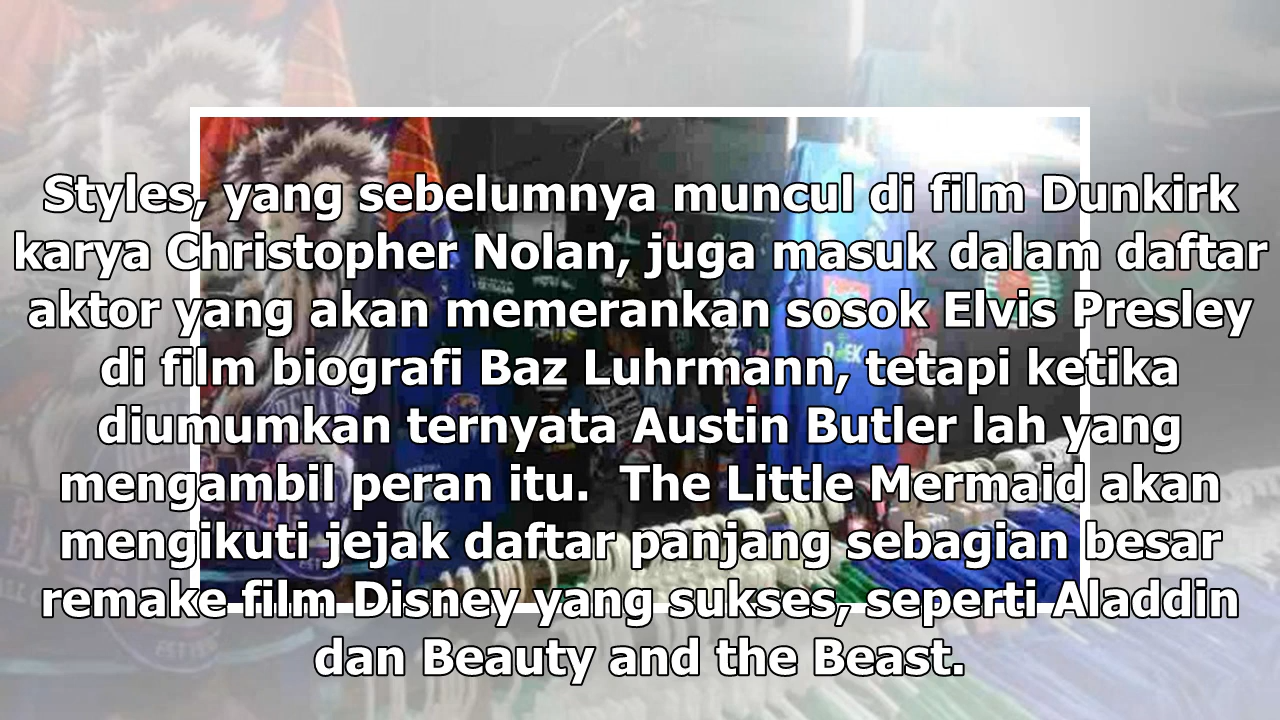 Styles, yang sebelumnya muncul di film Dunkirk
karya Christopher Nolan, juga masuk dalam daftar
aktor yang akan memerankan sosok Elvis Presley
di film biografi Baz Luhrmann, tetapi ketika
diumumkan ternyata Austin Butler lah yang
mengambil peran itu.  The Little Mermaid akan
mengikuti jejak daftar panjang sebagian besar
remake film Disney yang sukses, seperti Aladdin
dan Beauty and the Beast.